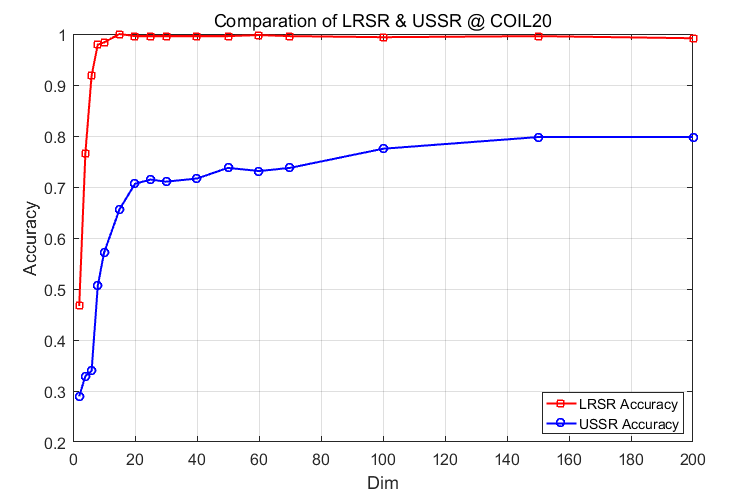 Comparation of LRSR & USSR @ COIL20
1
0.9
0.8
0.7
0.6
0.5
0.4
0.3
0.2
Accuracy
LRSR Accuracy
USSR Accuracy
0 20 40 60 80 100 120 140 160 180 200
Dim